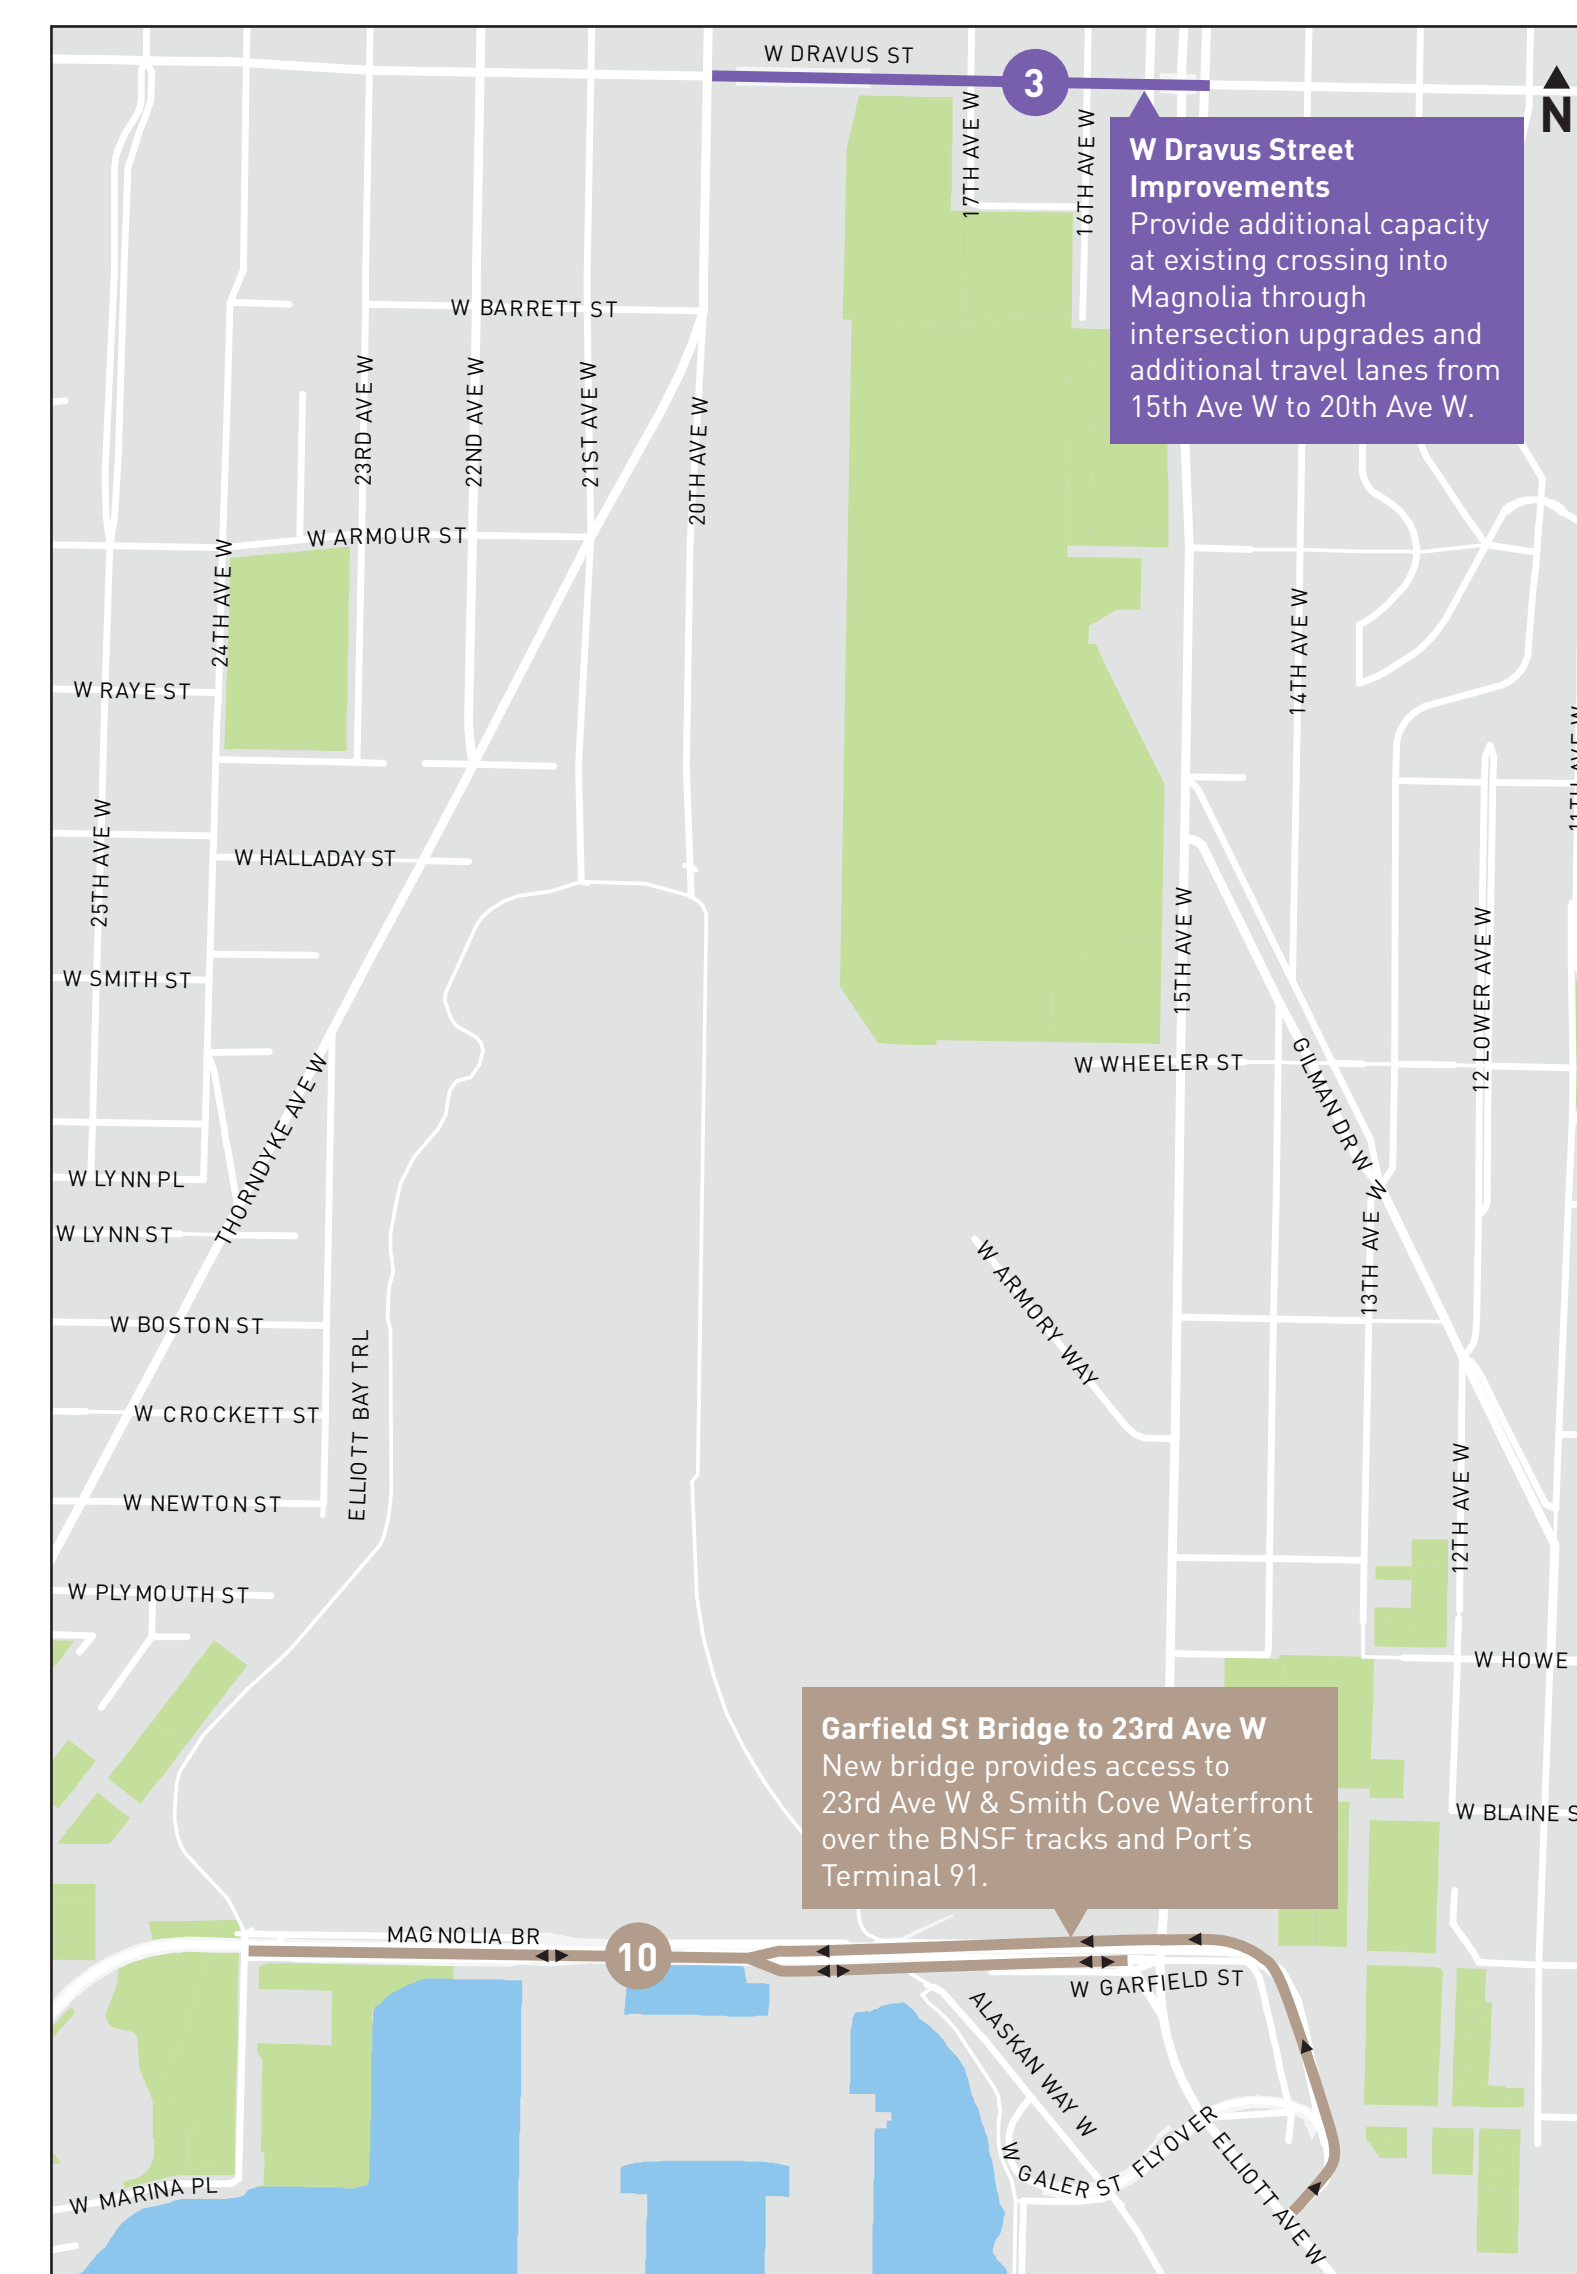 W DRAVUS ST
3
N
17TH AVE W
16TH AVE W
W Dravus Street
Improvements
Provide additional capacity
at existing crossing into
Magnolia through
intersection upgrades and
additional travel lanes from
15th Ave W to 20th Ave W.
W BARRETT ST
23RD AVE W
22ND AVE W
21ST AVE W
20TH AVE W
W ARMOUR ST
24TH AVE W
14TH AVE W
W RAYE ST
11TH AVE W
25TH AVE W
W HALLADAY ST
15TH AVE W
12 LOWER AVE W
W SMITH ST
W WHEELER ST
GILMAN DR W
THORNDYKE AVE W
W LYNN PL
W LYNN ST
13TH AVE W
W ARMORY WAY
W BOSTON ST
ELLIOTT BAY TRL
W CROCKETT ST
12TH AVE W
W NEWTON ST
W PLYMOUTH ST
W HOWE
Garfield St Bridge to 23rd Ave W
New bridge provides access to
23rd Ave W & Smith Cove Waterfront
over the BNSF tracks and Port's
Terminal 91.
W BLAINE S
MAGNOLIA BR
10
W GARFIELD ST
ALASKAN WAY W
W GALER ST FLYOVER
ELLIOTT AVE W
W MARINA PL